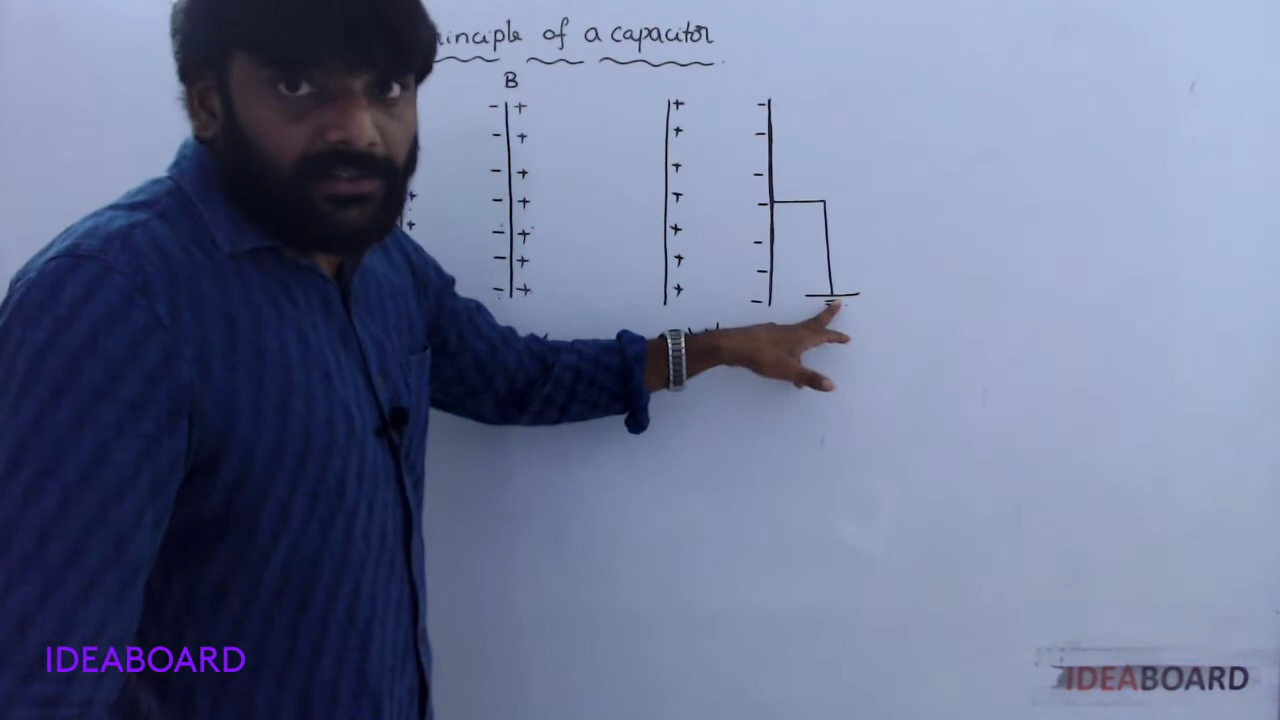 rinciple of a capacitor
B
- + + -
- + + -
- + + -
+ - + + -
+ - + + -
- + + -
- + + -
IDEABOARD
IDEABOARD